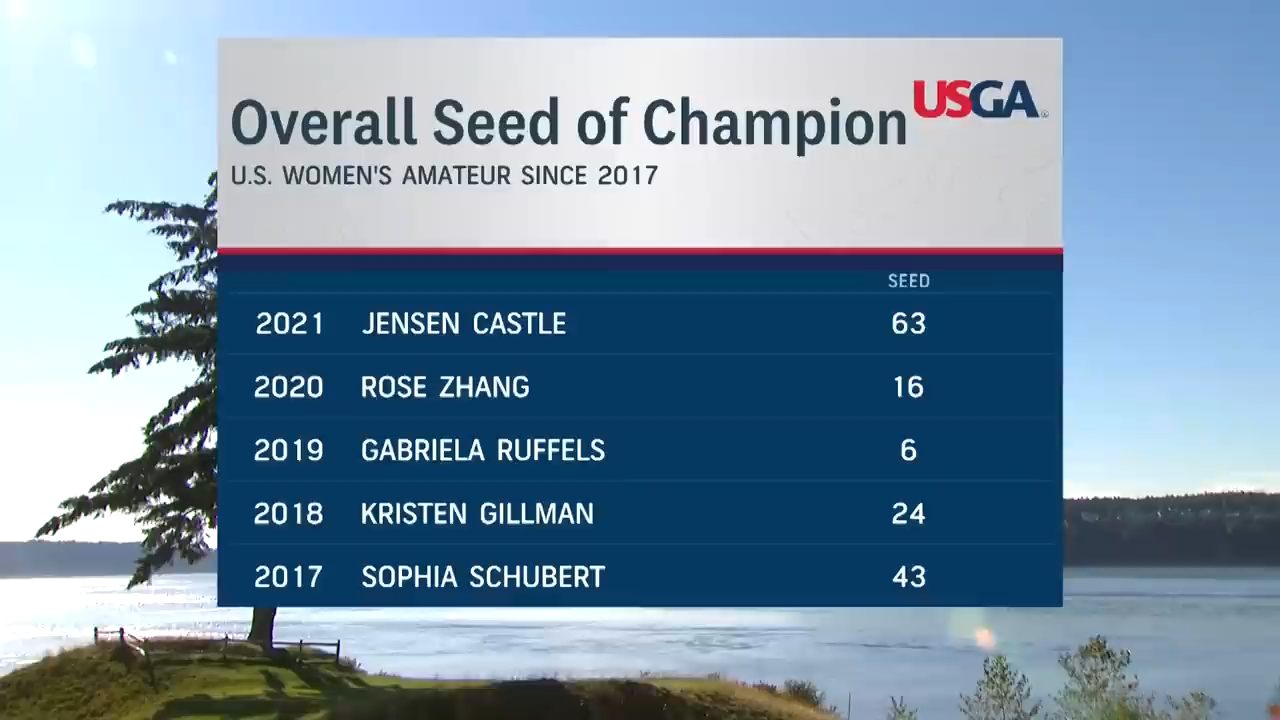 Overall Seed of Champion
USGA®
U.S. WOMEN'S AMATEUR SINCE 2017
SEED
2021 JENSEN CASTLE 63
2020 ROSE ZHANG 16
2019 GABRIELA RUFFELS 6
2018 KRISTEN GILLMAN 24
2017 SOPHIA SCHUBERT 43